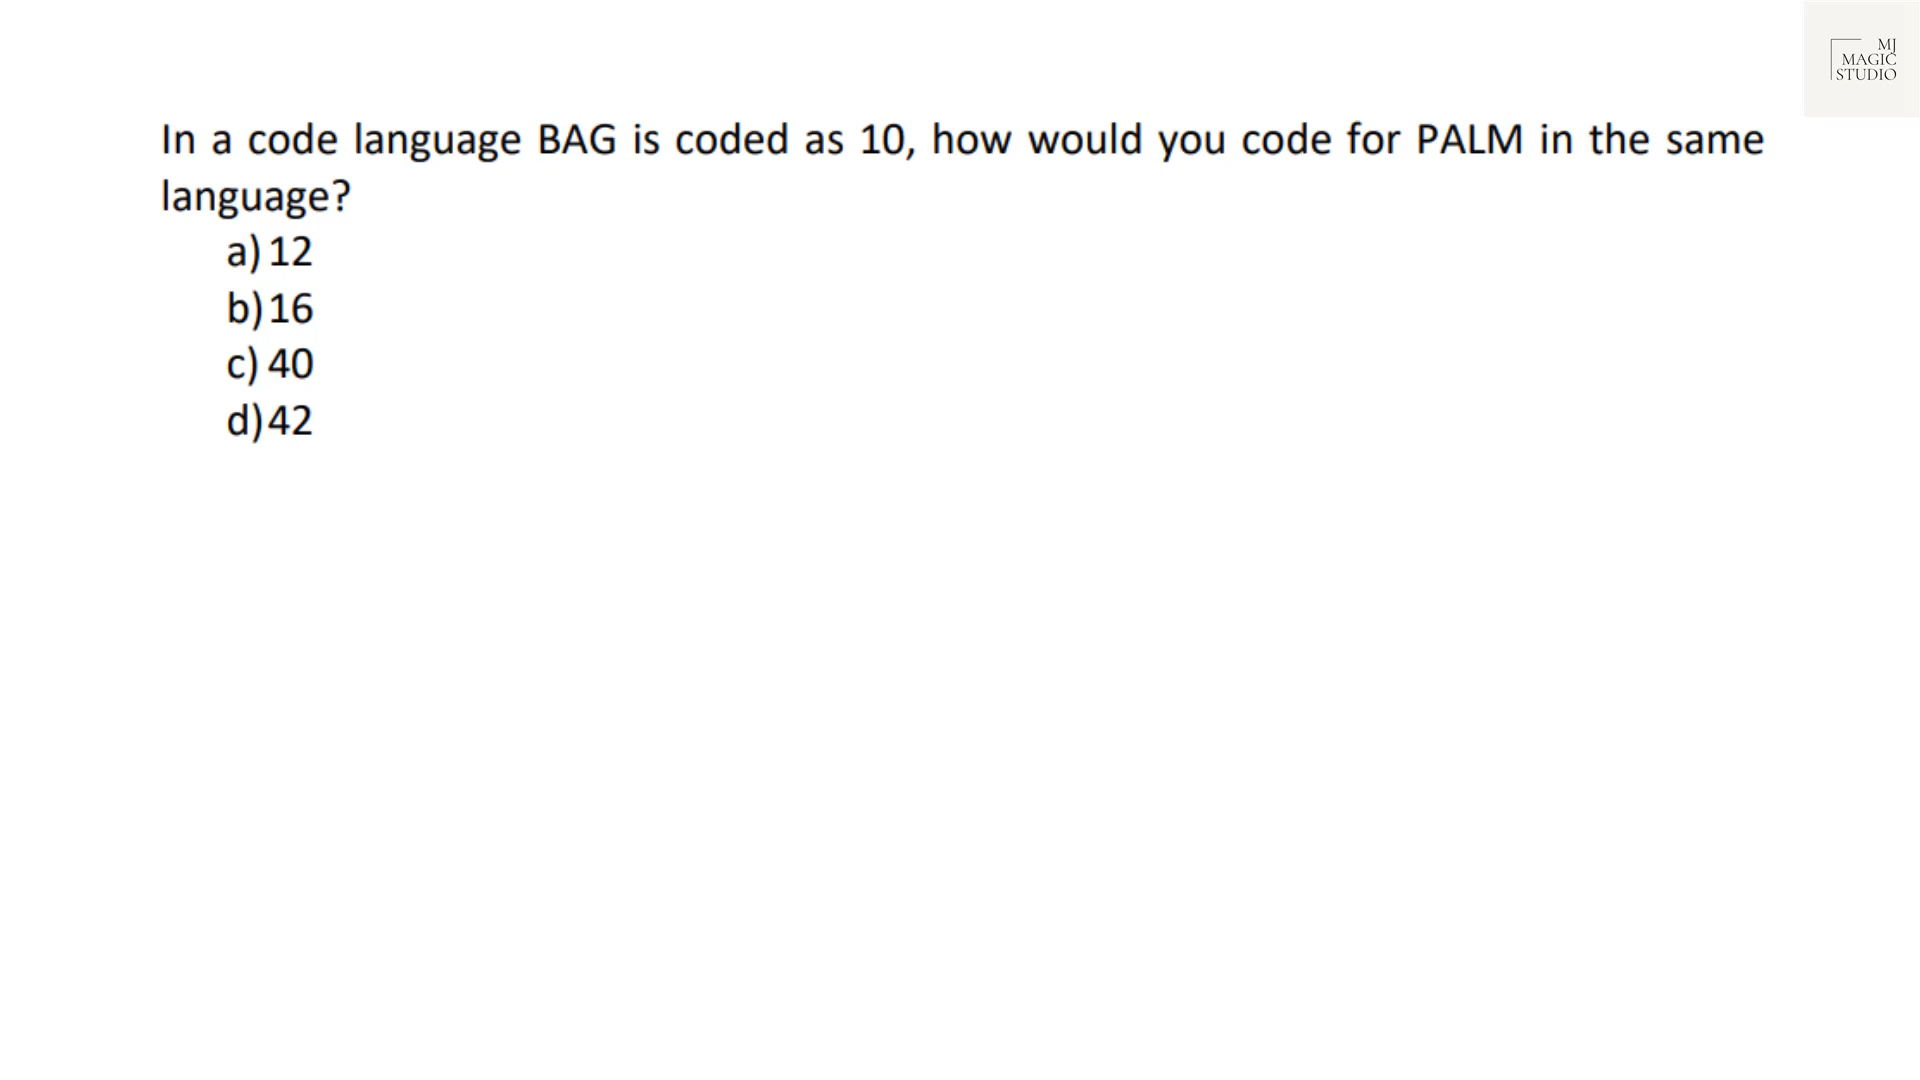 MJ
MAGIC
STUDIO
In a code language BAG is coded as 10, how would you code for PALM in the same
language?
a) 12
b) 16
c) 40
d) 42